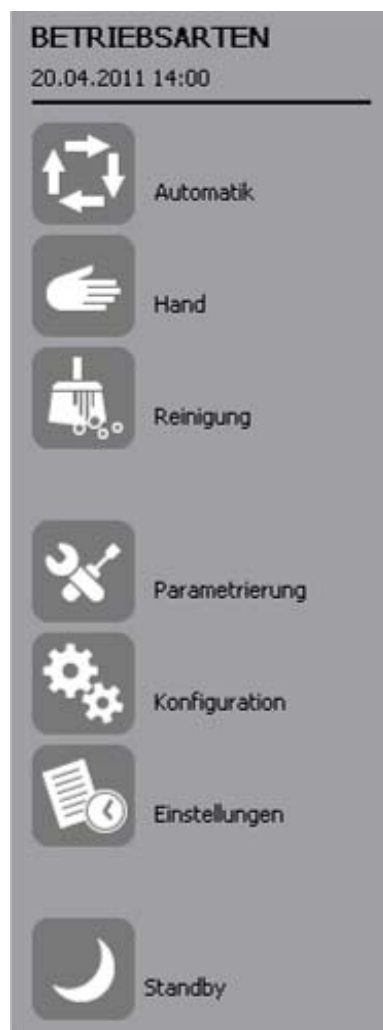 BETRIEBSARTEN
20.04.2011 14:00
Automatik
Hand
Reinigung
Parametrierung
Konfiguration
Einstellungen
Standby